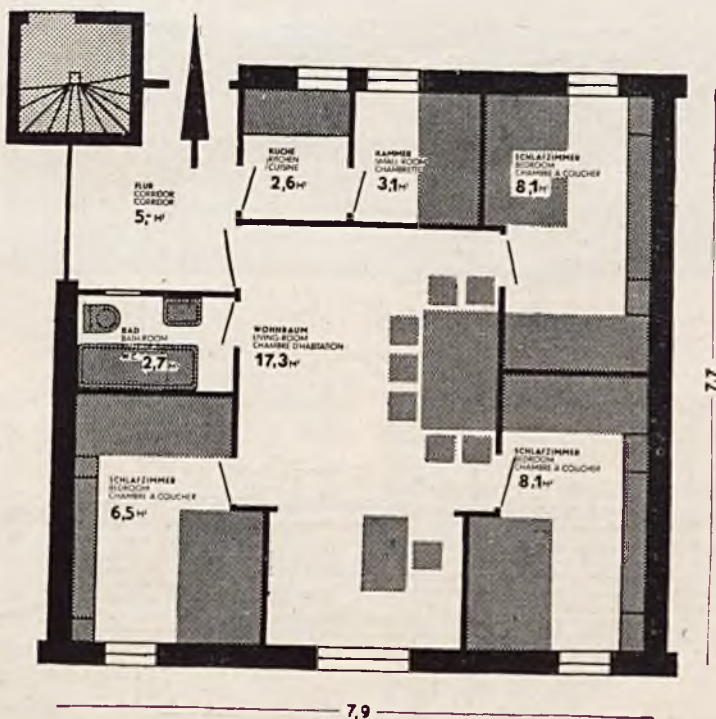 KÜCHE
KITCHEN
CUISINE
2,6 M²
KAMMER
SMALL ROOM
CHAMBRETTE
3,1 M²
SCHLAFZIMMER
BEDROOM
CHAMBRE A COUCHER
8,1 M²
FLUR
CORRIDOR
CORRIDOR
5,- M²
BAD
BATH-ROOM
W.C. 2,7 M²
WOHNRAUM
LIVING-ROOM
CHAMBRE D'HABITATION
17,3 M²
SCHLAFZIMMER
BEDROOM
CHAMBRE A COUCHER
6,5 M²
SCHLAFZIMMER
BEDROOM
CHAMBRE A COUCHER
8,1 M²
7,7
7,9